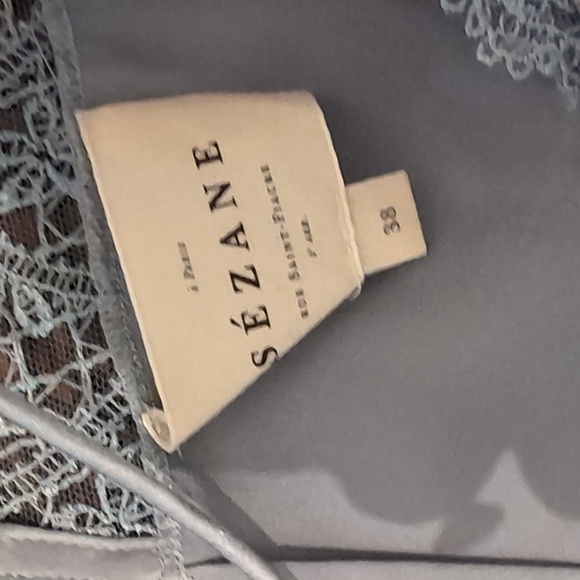 à Paris
SÉZANE
RUE SAINT-FIACRE
2e ARR.
38